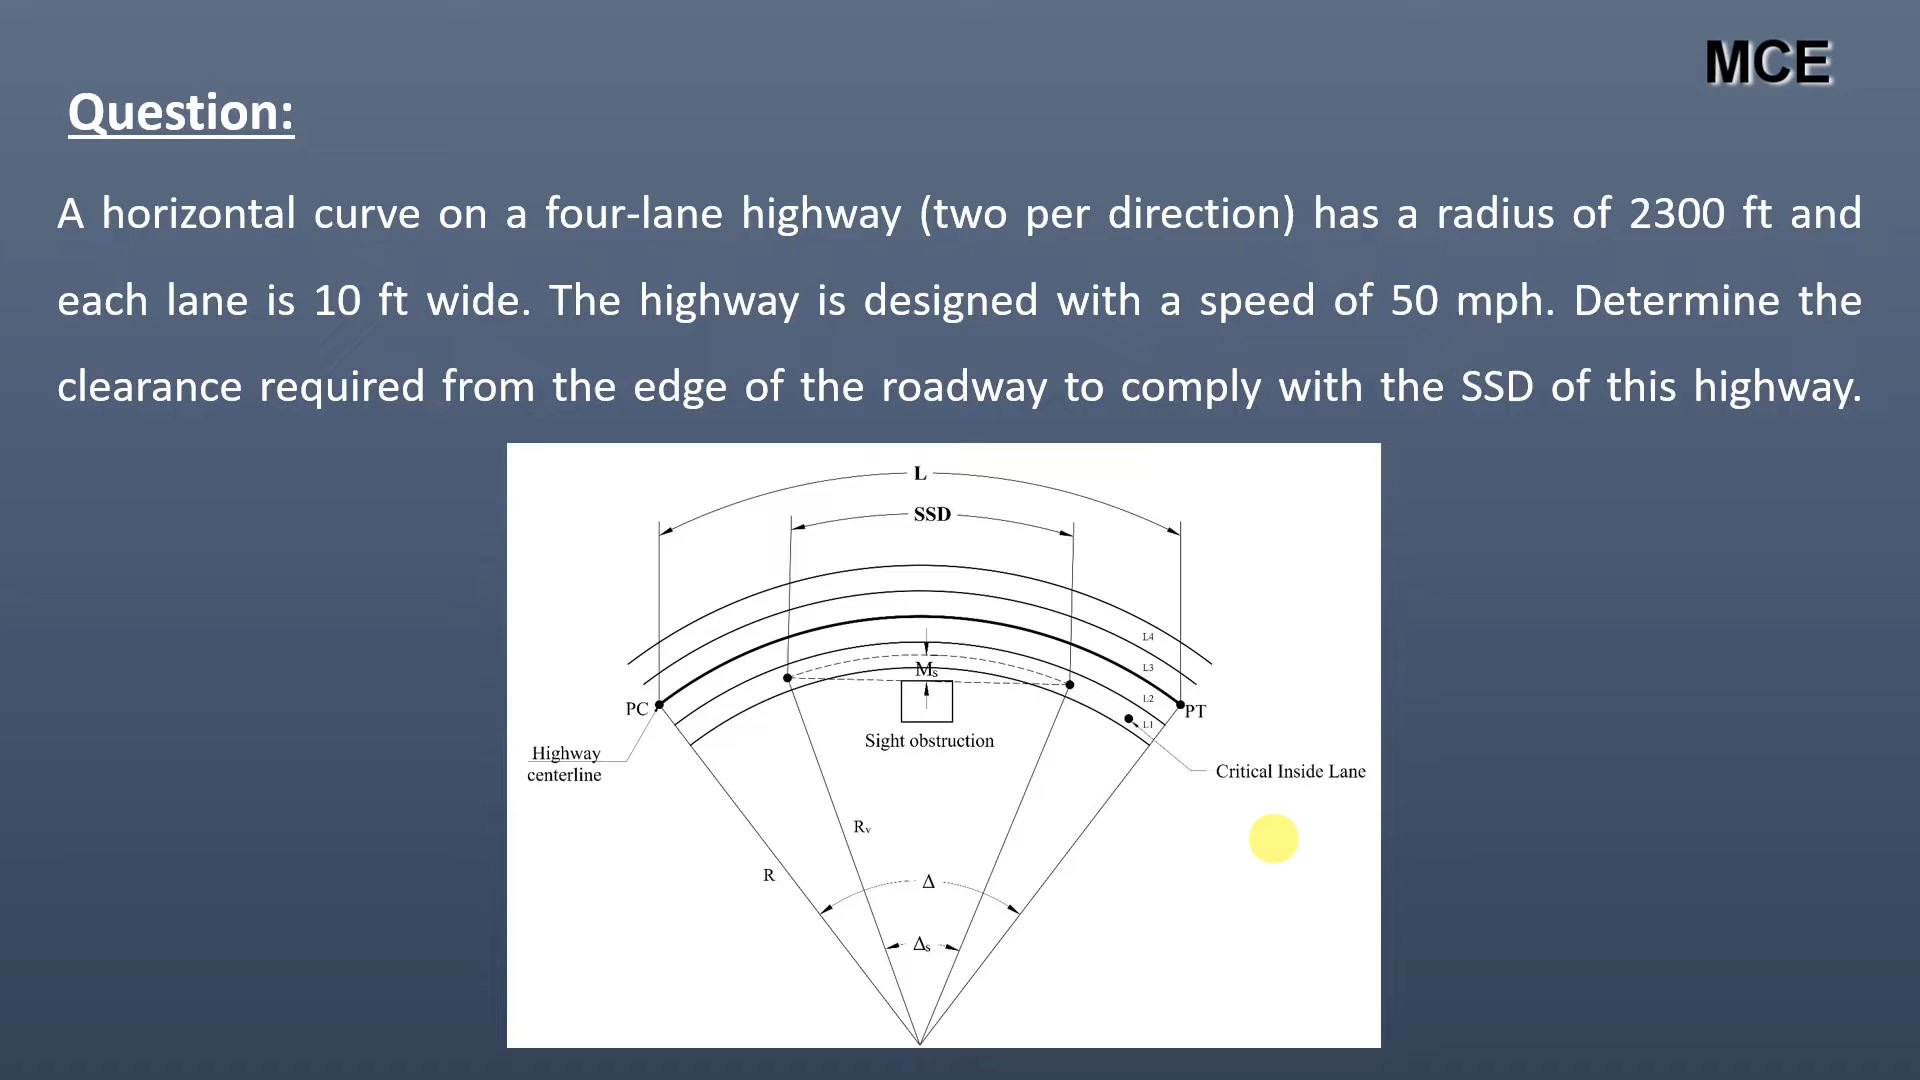 MCE
Question:
A horizontal curve on a four-lane highway (two per direction) has a radius of 2300 ft and
each lane is 10 ft wide. The highway is designed with a speed of 50 mph. Determine the
clearance required from the edge of the roadway to comply with the SSD of this highway.
L
SSD
L4
L3
Ms
L2
PC
PT
L1
Sight obstruction
Highway
centerline
Critical Inside Lane
Rv
R
Δ
Δs